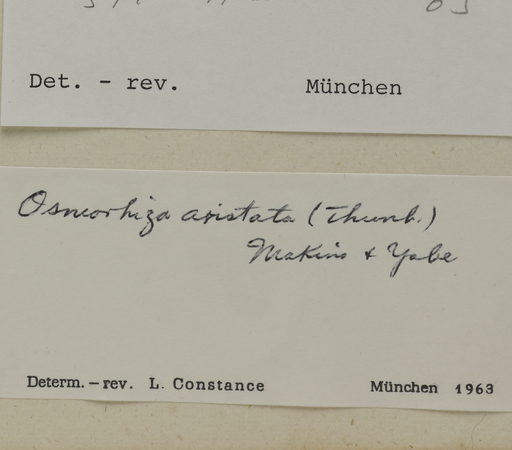 Det. - rev. München
Osmorhiza aristata (Thunb.)
Makino & Yabe
Determ. – rev. L. Constance München 1963